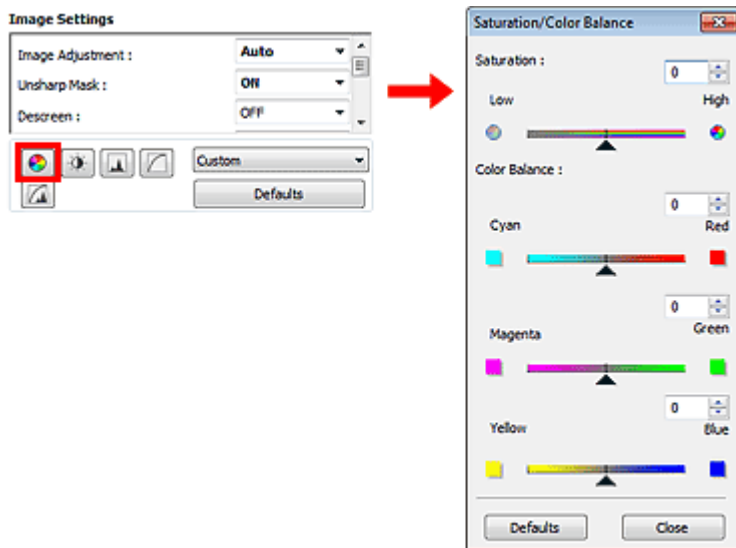 Image Settings
Image Adjustment : Auto
Unsharp Mask : ON
Descreen : OFF
Custom
Defaults
Saturation/Color Balance
Saturation :
0
Low High
Color Balance :
0
Cyan Red
0
Magenta Green
0
Yellow Blue
Defaults Close